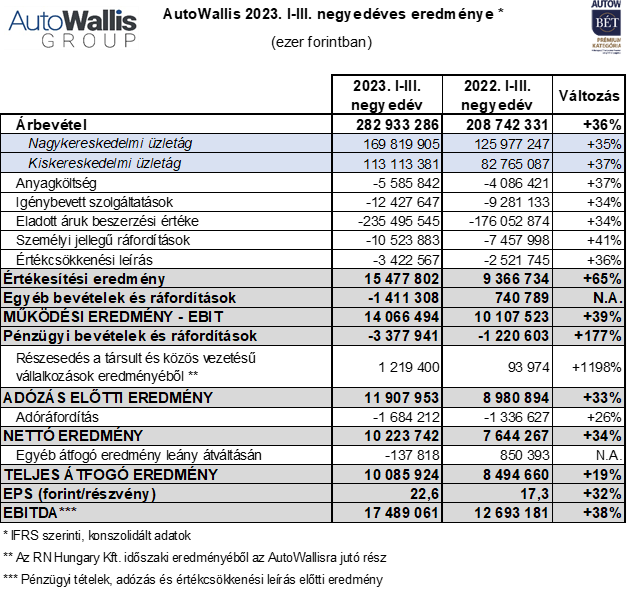 AutoWallis
GROUP
AutoWallis 2023. I-III. negyedéves eredménye *
(ezer forintban)
AUTOW
BÉT
PRÉMIUM
KATEGÓRIA
2023. I-III. negyedév 2022. I-III. negyedév Változás
Árbevétel 282 933 286 208 742 331 +36%
Nagykereskedelmi üzletág 169 819 905 125 977 247 +35%
Kiskereskedelmi üzletág 113 113 381 82 765 087 +37%
Anyagköltség -5 585 842 -4 086 421 +37%
Igénybevett szolgáltatások -12 427 647 -9 281 133 +34%
Eladott áruk beszerzési értéke -235 495 545 -176 052 874 +34%
Személyi jellegű ráfordítások -10 523 883 -7 457 998 +41%
Értékcsökkenési leírás -3 422 567 -2 521 745 +36%
Értékesítési eredmény 15 477 802 9 366 734 +65%
Egyéb bevételek és ráfordítások -1 411 308 740 789 N.A.
MŰKÖDÉSI EREDMÉNY - EBIT 14 066 494 10 107 523 +39%
Pénzügyi bevételek és ráfordítások -3 377 941 -1 220 603 +177%
Részesedés a társult és közös vezetésű
vállalkozások eredményéből ** 1 219 400 93 974 +1198%
ADÓZÁS ELŐTTI EREDMÉNY 11 907 953 8 980 894 +33%
Adóráfordítás -1 684 212 -1 336 627 +26%
NETTÓ EREDMÉNY 10 223 742 7 644 267 +34%
Egyéb átfogó eredmény leány átváltásán -137 818 850 393 N.A.
TELJES ÁTFOGÓ EREDMÉNY 10 085 924 8 494 660 +19%
EPS (forint/részvény) 22,6 17,3 +32%
EBITDA*** 17 489 061 12 693 181 +38%
* IFRS szerinti, konszolidált adatok
** Az RN Hungary Kft. időszaki eredményéből az AutoWallisra jutó rész
*** Pénzügyi tételek, adózás és értékcsökkenési leírás előtti eredmény